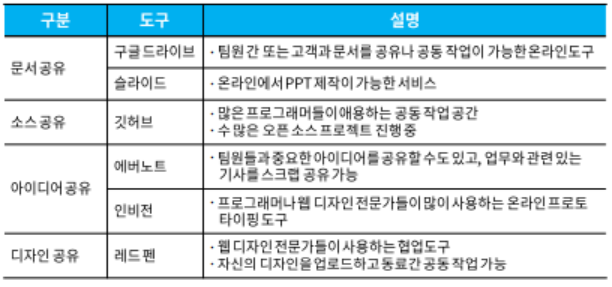 구분 도구 설명
문서 공유 구글 드라이브 · 팀원 간 또는 고객과 문서를 공유나 공동 작업이 가능한 온라인 도구
슬라이드 · 온라인에서 PPT 제작이 가능한 서비스
소스 공유 깃허브 · 많은 프로그래머들이 애용하는 공동 작업 공간
· 수 많은 오픈 소스 프로젝트 진행 중
아이디어 공유 에버노트 · 팀원들과 중요한 아이디어를 공유할 수도 있고, 업무와 관련 있는
기사를 스크랩 공유 가능
인비전 · 프로그래머나 웹 디자인 전문가들이 많이 사용하는 온라인 프로토
타이핑 도구
디자인 공유 레드 펜 · 웹 디자인 전문가들이 사용하는 협업 도구
· 자신의 디자인을 업로드하고 동료간 공동 작업 가능